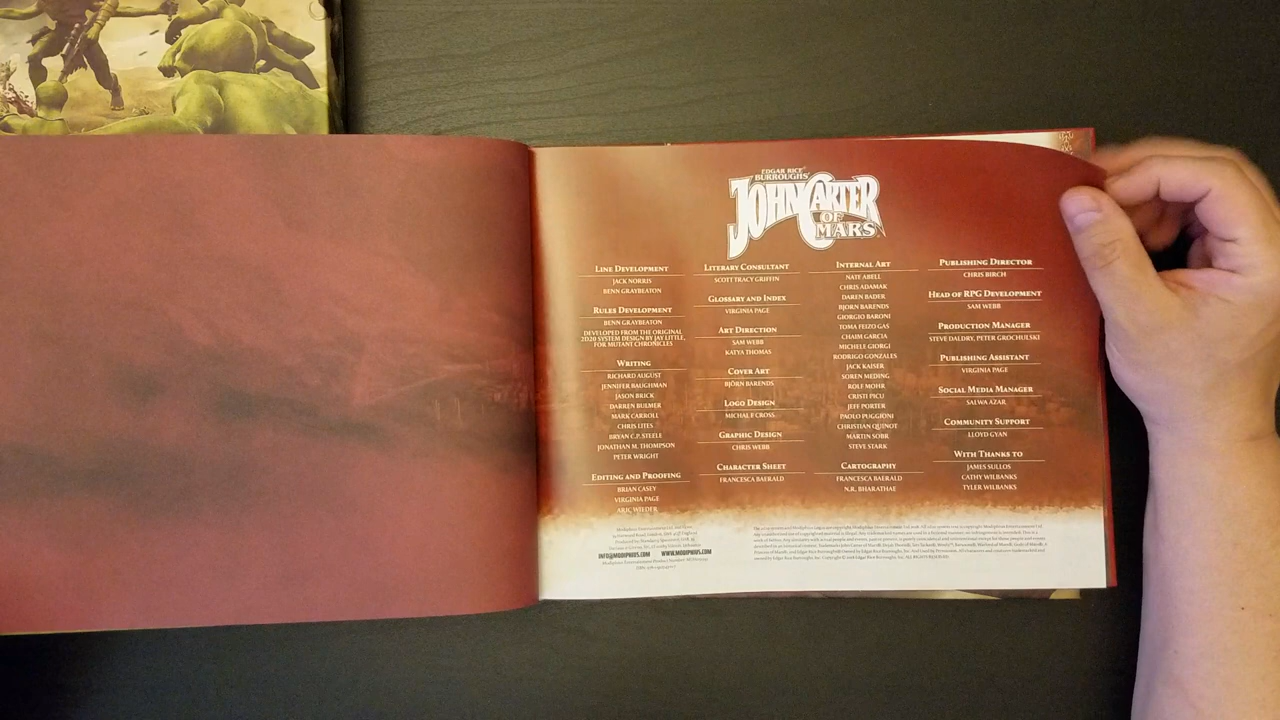 EDGAR RICE
BURROUGHS
JOHN CARTER
OF
MARS
LINE DEVELOPMENT
JACK NORRIS
BENN GRAYBEATON
RULES DEVELOPMENT
BENN GRAYBEATON
DEVELOPED FROM THE ORIGINAL
2D20 SYSTEM DESIGN BY JAY LITTLE,
FOR MUTANT CHRONICLES
WRITING
RICHARD AUGUST
JENNIFER BAUGHMAN
JASON BRICK
DARREN BULMER
MARK CARROLL
CHRIS LITES
BRYAN C.P. STEELE
JONATHAN M. THOMPSON
PETER WRIGHT
EDITING AND PROOFING
BRIAN CASEY
VIRGINIA PAGE
ARIC WIEDER
LITERARY CONSULTANT
SCOTT TRACY GRIFFIN
GLOSSARY AND INDEX
VIRGINIA PAGE
ART DIRECTION
SAM WEBB
KATYA THOMAS
COVER ART
BJÖRN BARENDS
LOGO DESIGN
MICHAL E CROSS
GRAPHIC DESIGN
CHRIS WEBB
CHARACTER SHEET
FRANCESCA BAERALD
INTERNAL ART
NATE ABELL
CHRIS ADAMAK
DAREN BADER
BJORN BARENDS
GIORGIO BARONI
TOMA FEIZO GAS
CHAIM GARCIA
MICHELE GIORGI
RODRIGO GONZALES
JACK KAISER
SOREN MEDING
ROLF MOHR
CRISTI PICU
JEFF PORTER
PAOLO PUGGIONI
CHRISTIAN QUINOT
MARTIN SOBR
STEVE STARK
CARTOGRAPHY
FRANCESCA BAERALD
N.R. BHARATHAE
PUBLISHING DIRECTOR
CHRIS BIRCH
HEAD OF RPG DEVELOPMENT
SAM WEBB
PRODUCTION MANAGER
STEVE DALDRY, PETER GROCHULSKI
PUBLISHING ASSISTANT
VIRGINIA PAGE
SOCIAL MEDIA MANAGER
SALWA AZAR
COMMUNITY SUPPORT
LLOYD GYAN
WITH THANKS TO
JAMES SULLOS
CATHY WILBANKS
TYLER WILBANKS
INFO@MODIPHIUS.COM WWW.MODIPHIUS.COM